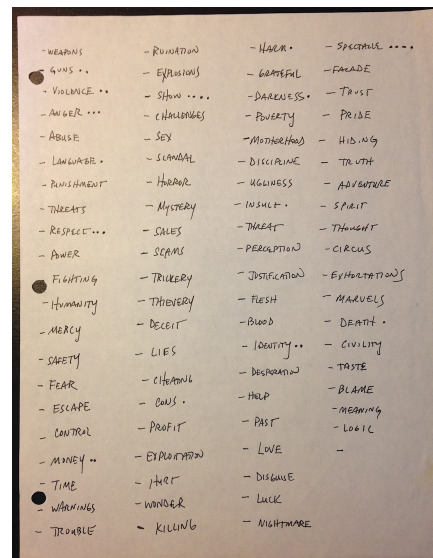 - WEAPONS
- GUNS ..
- VIOLENCE ..
- ANGER ...
- ABUSE
- LANGUAGE .
- PUNISHMENT
- THREATS
- RESPECT ...
- POWER
- FIGHTING
- HUMANITY
- MERCY
- SAFETY
- FEAR
- ESCAPE
- CONTROL
- MONEY ..
- TIME
- WARNINGS
- TROUBLE
- RUINATION
- EXPLOSIONS
- SHOW ....
- CHALLENGES
- SEX
- SCANDAL
- HORROR
- MYSTERY
- SALES
- SCAMS
- TRICKERY
- THIEVERY
- DECEIT
- LIES
- CHEATING
- CONS .
- PROFIT
- EXPLOITATION
- HURT
- WONDER
- KILLING
- HARM .
- GRATEFUL
- DARKNESS .
- POVERTY
- MOTHERHOOD
- DISCIPLINE
- UGLINESS
- INSULT .
- THREAT
- PERCEPTION
- JUSTIFICATION
- FLESH
- BLOOD
- IDENTITY ..
- DESPERATION
- HELP
- PAST
- LOVE
- DISGUISE
- LUCK
- NIGHTMARE
- SPECTACLE ....
- FACADE
- TRUST
- PRIDE
- HIDING
- TRUTH
- ADVENTURE
- SPIRIT
- THOUGHT
- CIRCUS
- EXHORTATIONS
- MARVELS
- DEATH .
- CIVILITY
- TASTE
- BLAME
- MEANING
- LOGIC
-